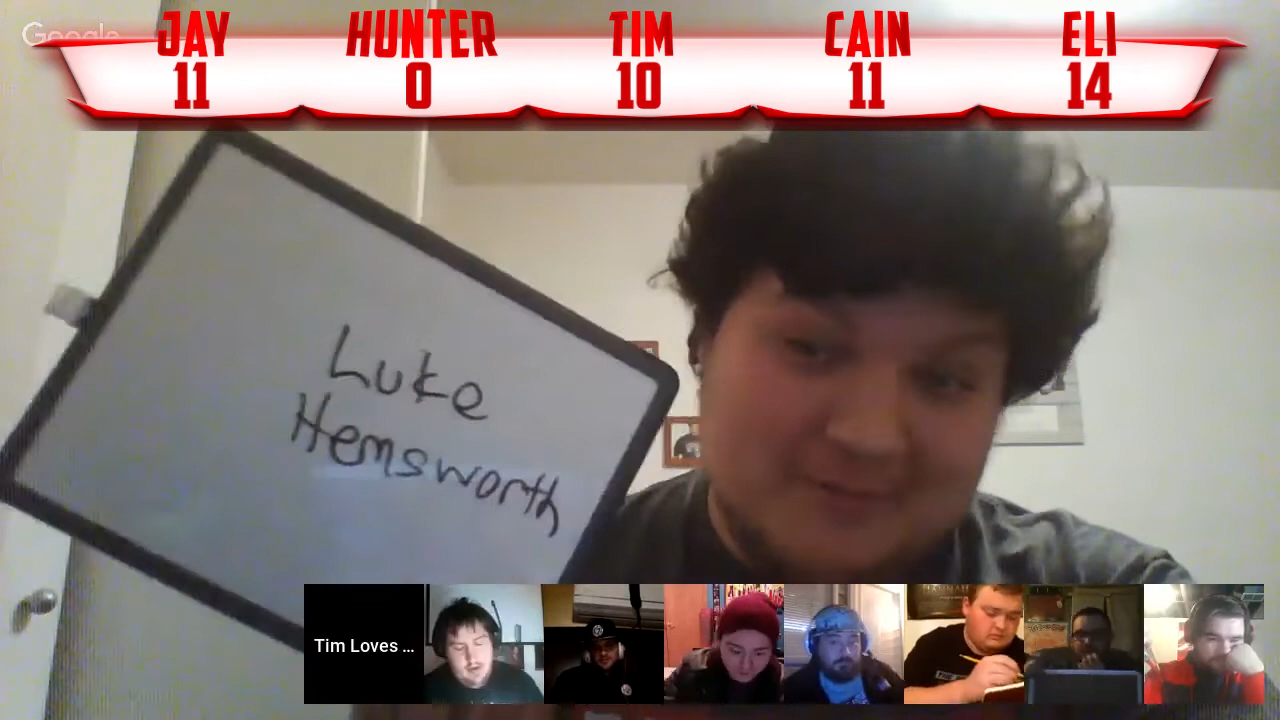 Google
JAY HUNTER TIM CAIN ELI
11 0 10 11 14
Luke
Hemsworth
Tim Loves ...